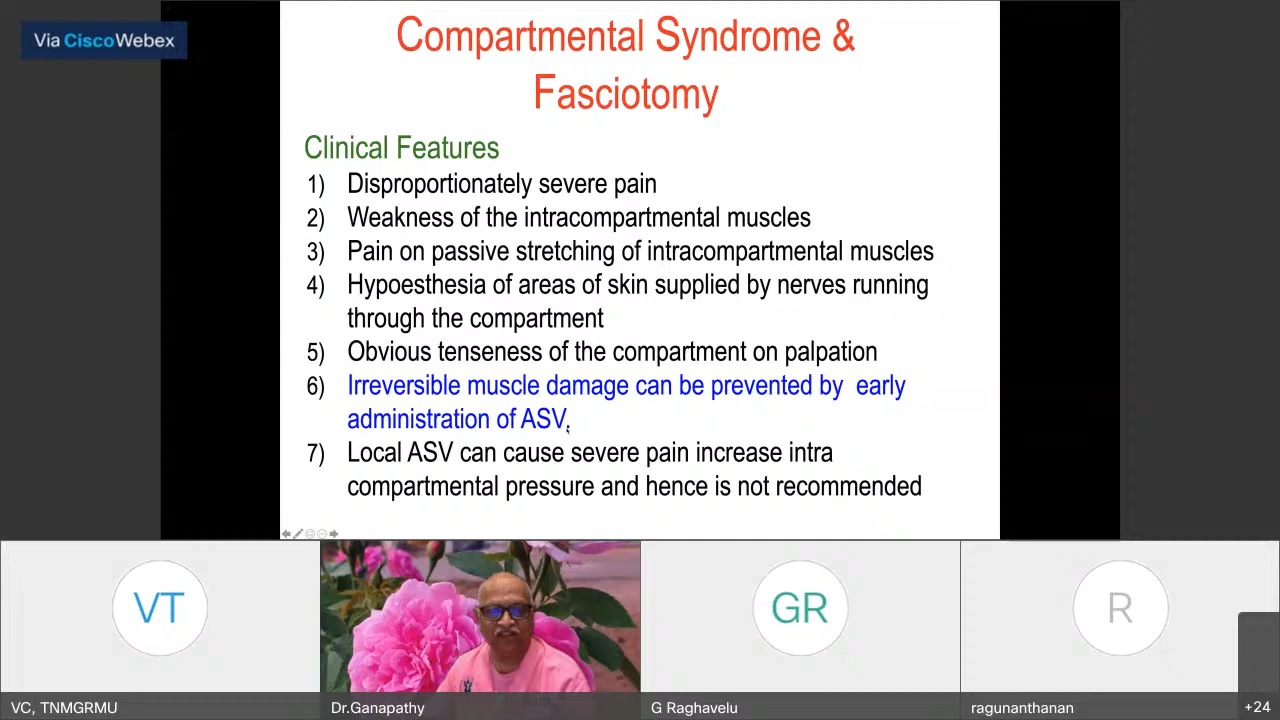 Via Cisco Webex
Compartmental Syndrome &
Fasciotomy
Clinical Features
1) Disproportionately severe pain
2) Weakness of the intracompartmental muscles
3) Pain on passive stretching of intracompartmental muscles
4) Hypoesthesia of areas of skin supplied by nerves running
through the compartment
5) Obvious tenseness of the compartment on palpation
6) Irreversible muscle damage can be prevented by early
administration of ASV,
7) Local ASV can cause severe pain increase intra
compartmental pressure and hence is not recommended
VT
GR
R
VC, TNMGRMU
Dr.Ganapathy
G Raghavelu
ragunanthanan
+24